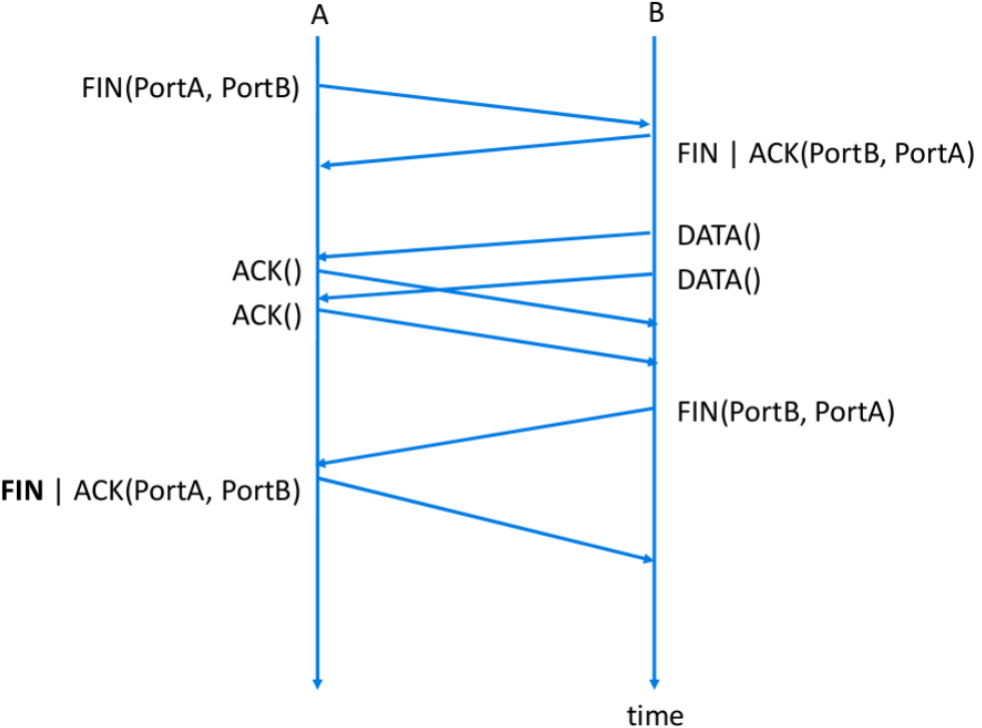 A
B
FIN(PortA, PortB)
FIN | ACK(PortB, PortA)
DATA()
ACK()
DATA()
ACK()
FIN(PortB, PortA)
FIN | ACK(PortA, PortB)
time